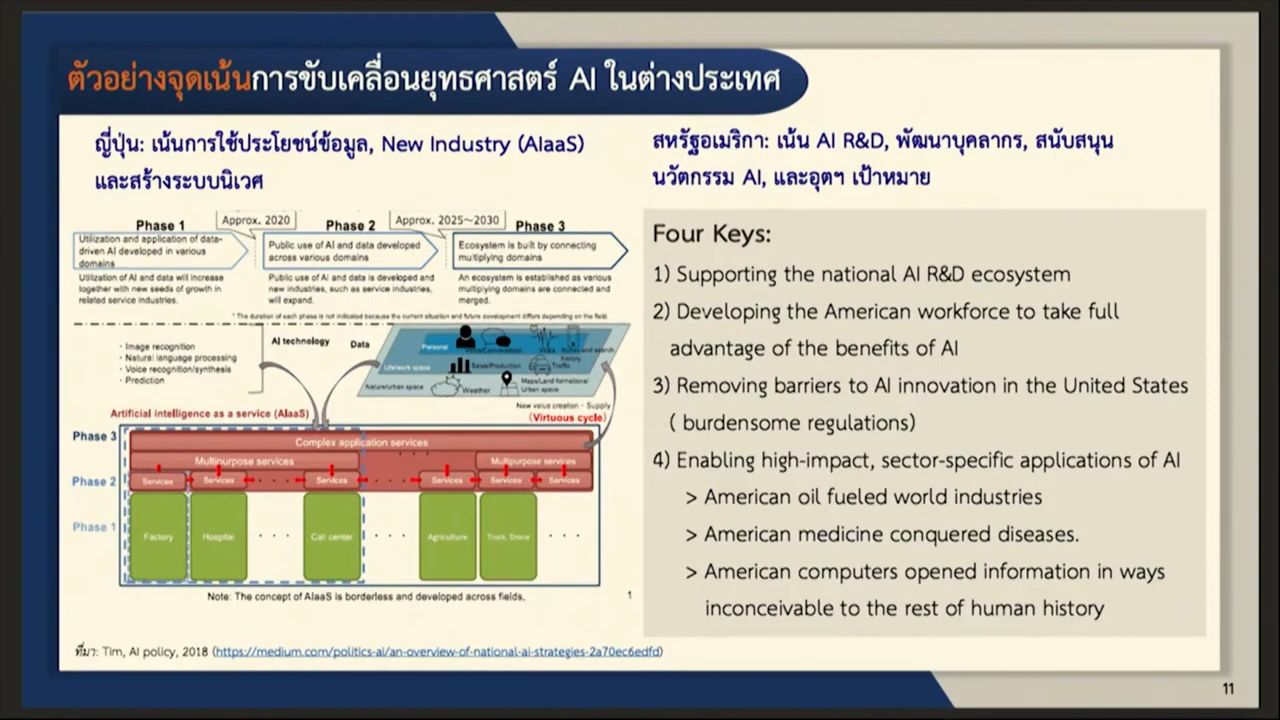 ตัวอย่างจุดเน้นการขับเคลื่อนยุทธศาสตร์ AI ในต่างประเทศ
ญี่ปุ่น: เน้นการใช้ประโยชน์ข้อมูล, New Industry (AIaaS)
และสร้างระบบนิเวศ
Phase 1
Approx. 2020
Phase 2
Approx. 2025~2030
Phase 3
Utilization and application of data-
driven AI developed in various
domains
Public use of AI and data developed
across various domains
Ecosystem is built by connecting
multiplying domains
Utilization of AI and data will increase
together with new seeds of growth in
related service industries.
Public use of AI and data is developed and
new industries, such as service industries,
will expand.
An ecosystem is established as various
multiplying domains are connected and
merged.
* The duration of each phase is not indicated because the current situation and future development differs depending on the field.
· Image recognition
· Natural language processing
· Voice recognition/synthesis
· Prediction
AI technology
Data
Personal
Life/work space
Sales/Production
Traffic
Nature/Urban space
Weather
Maps/Land formations/
Urban space
New value creation · Supply
(Virtuous cycle)
Artificial intelligence as a service (AIaaS)
Phase 3
Complex application services
Multipurpose services
· · ·
Multipurpose services
Phase 2
Services
Services
· · · ·
Services
· · · ·
Services
Services
Services
Phase 1
Factory
Hospital
· · ·
Call center
· · ·
Agriculture
Truck, Drone
· · ·
Note: The concept of AIaaS is borderless and developed across fields.
1
สหรัฐอเมริกา: เน้น AI R&D, พัฒนาบุคลากร, สนับสนุน
นวัตกรรม AI, และอุตฯ เป้าหมาย
Four Keys:
1) Supporting the national AI R&D ecosystem
2) Developing the American workforce to take full
advantage of the benefits of AI
3) Removing barriers to AI innovation in the United States
( burdensome regulations)
4) Enabling high-impact, sector-specific applications of AI
> American oil fueled world industries
> American medicine conquered diseases.
> American computers opened information in ways
inconceivable to the rest of human history
ที่มา: Tim, AI policy, 2018 (https://medium.com/politics-ai/an-overview-of-national-ai-strategies-2a70ec6edfd)
11